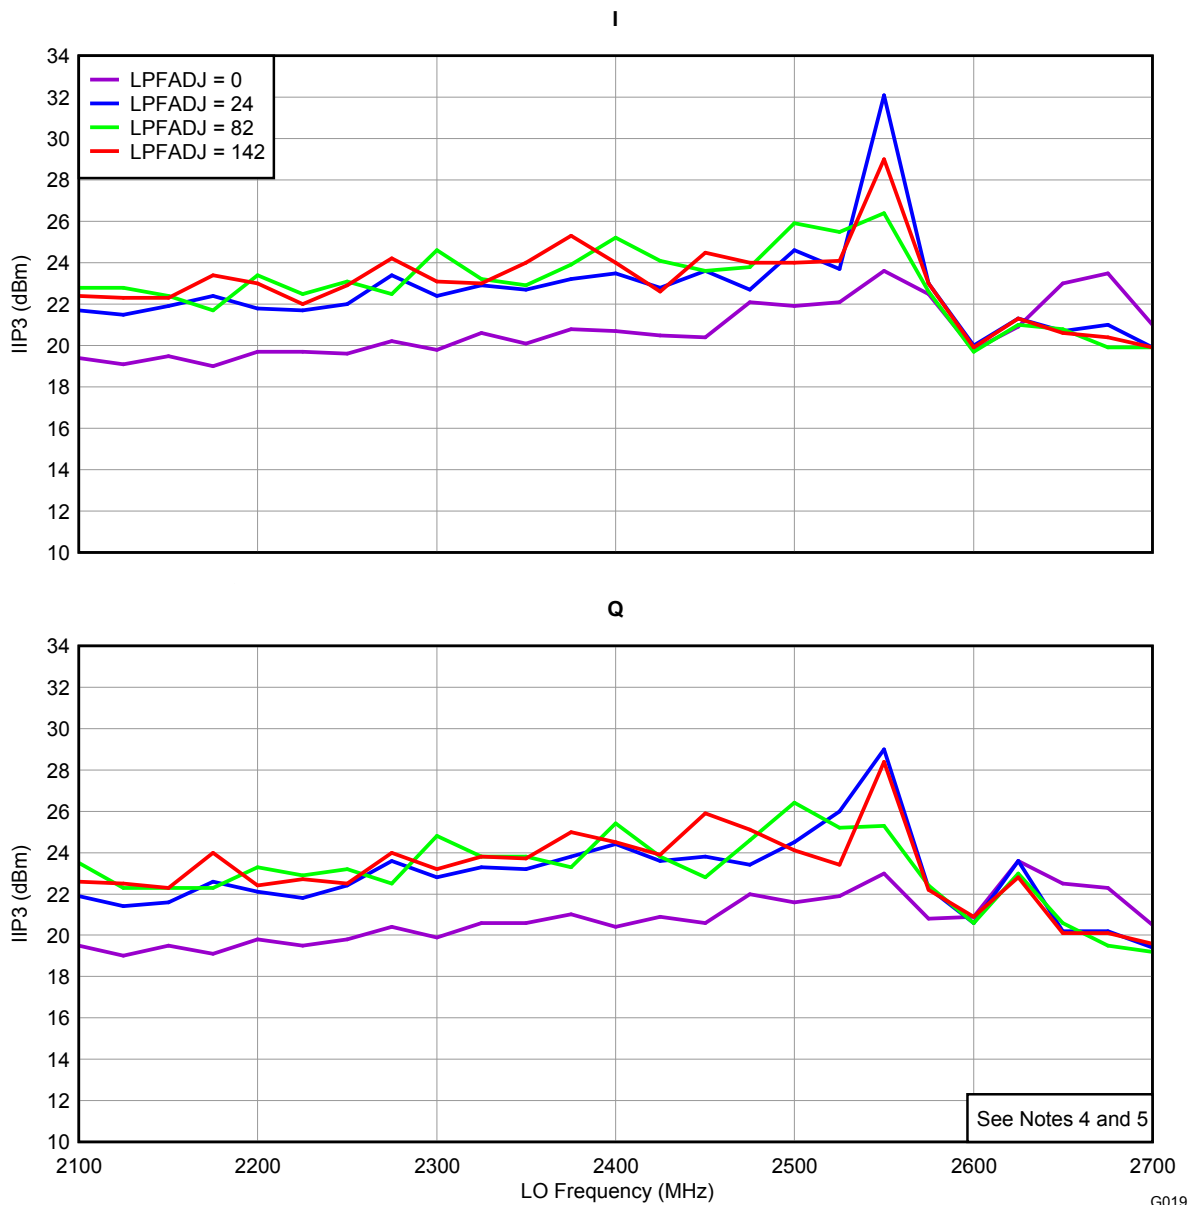 I
34
32
30
28
26
24
22
20
18
16
14
12
10
IIP3 (dBm)
LPFADJ = 0
LPFADJ = 24
LPFADJ = 82
LPFADJ = 142
Q
34
32
30
28
26
24
22
20
18
16
14
12
10
IIP3 (dBm)
See Notes 4 and 5
2100 2200 2300 2400 2500 2600 2700
LO Frequency (MHz)
G019